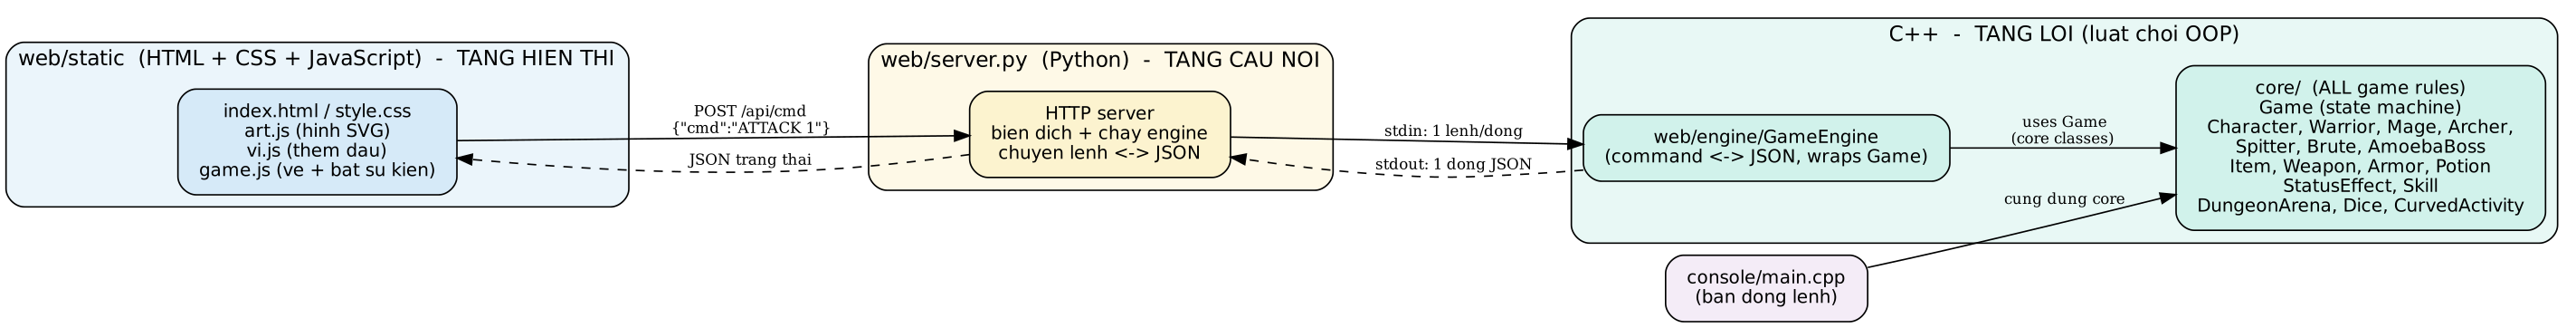 web/static  (HTML + CSS + JavaScript)  -  TANG HIEN THI
index.html / style.css
art.js (hinh SVG)
vi.js (them dau)
game.js (ve + bat su kien)
POST /api/cmd
{"cmd":"ATTACK 1"}
JSON trang thai
web/server.py  (Python)  -  TANG CAU NOI
HTTP server
bien dich + chay engine
chuyen lenh <-> JSON
stdin: 1 lenh/dong
stdout: 1 dong JSON
C++  -  TANG LOI (luat choi OOP)
web/engine/GameEngine
(command <-> JSON, wraps Game)
uses Game
(core classes)
cung dung core
core/  (ALL game rules)
Game (state machine)
Character, Warrior, Mage, Archer,
Spitter, Brute, AmoebaBoss
Item, Weapon, Armor, Potion
StatusEffect, Skill
DungeonArena, Dice, CurvedActivity
console/main.cpp
(ban dong lenh)